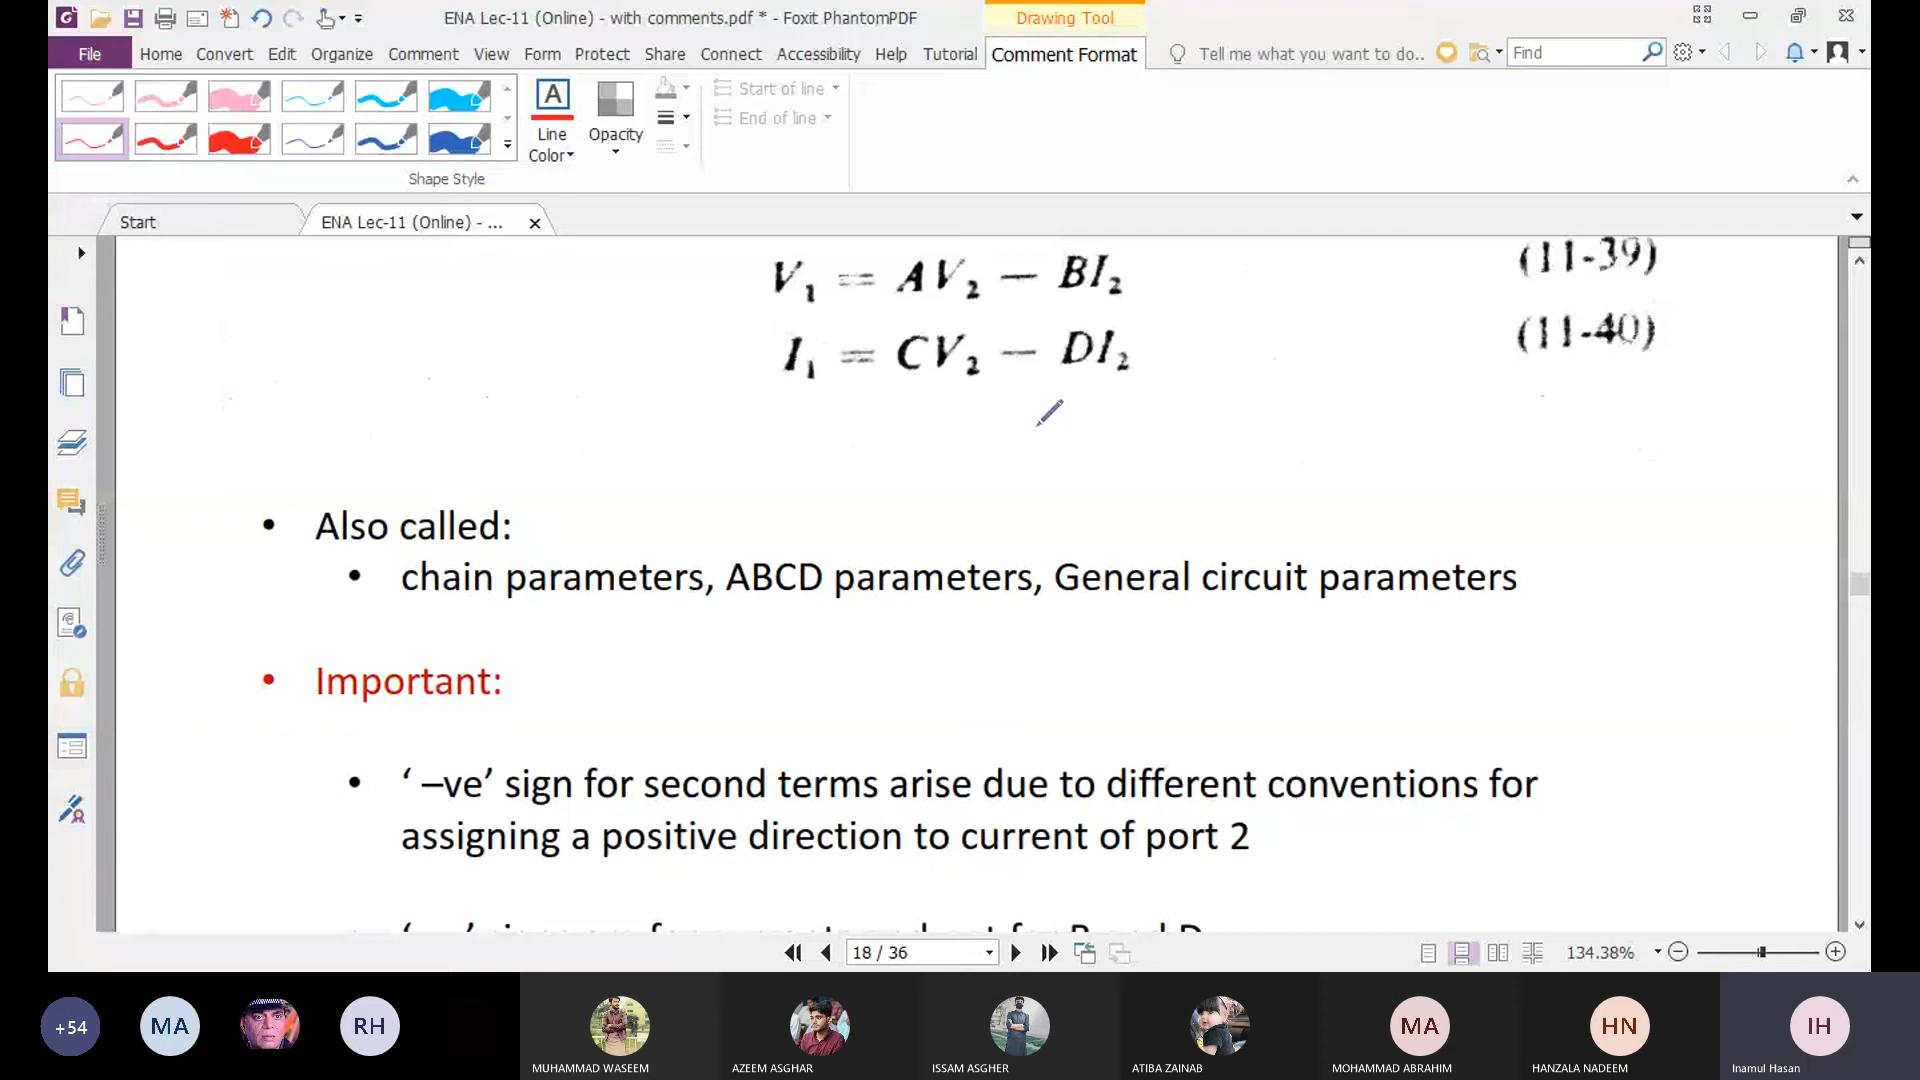 ENA Lec-11 (Online) - with comments.pdf * - Foxit PhantomPDF
Drawing Tool
File Home Convert Edit Organize Comment View Form Protect Share Connect Accessibility Help Tutorial Comment Format Tell me what you want to do.. Find
A
Line Color
Opacity
Start of line
End of line
Shape Style
Start
ENA Lec-11 (Online) - ...
V₁ = AV₂ − BI₂ (11-39)
I₁ = CV₂ − DI₂ (11-40)
• Also called:
• chain parameters, ABCD parameters, General circuit parameters
• Important:
• ‘ –ve’ sign for second terms arise due to different conventions for
assigning a positive direction to current of port 2
18 / 36
134.38%
+54 MA RH MA HN IH
MUHAMMAD WASEEM AZEEM ASGHAR ISSAM ASGHER ATIBA ZAINAB MOHAMMAD ABRAHIM HANZALA NADEEM Inamul Hasan